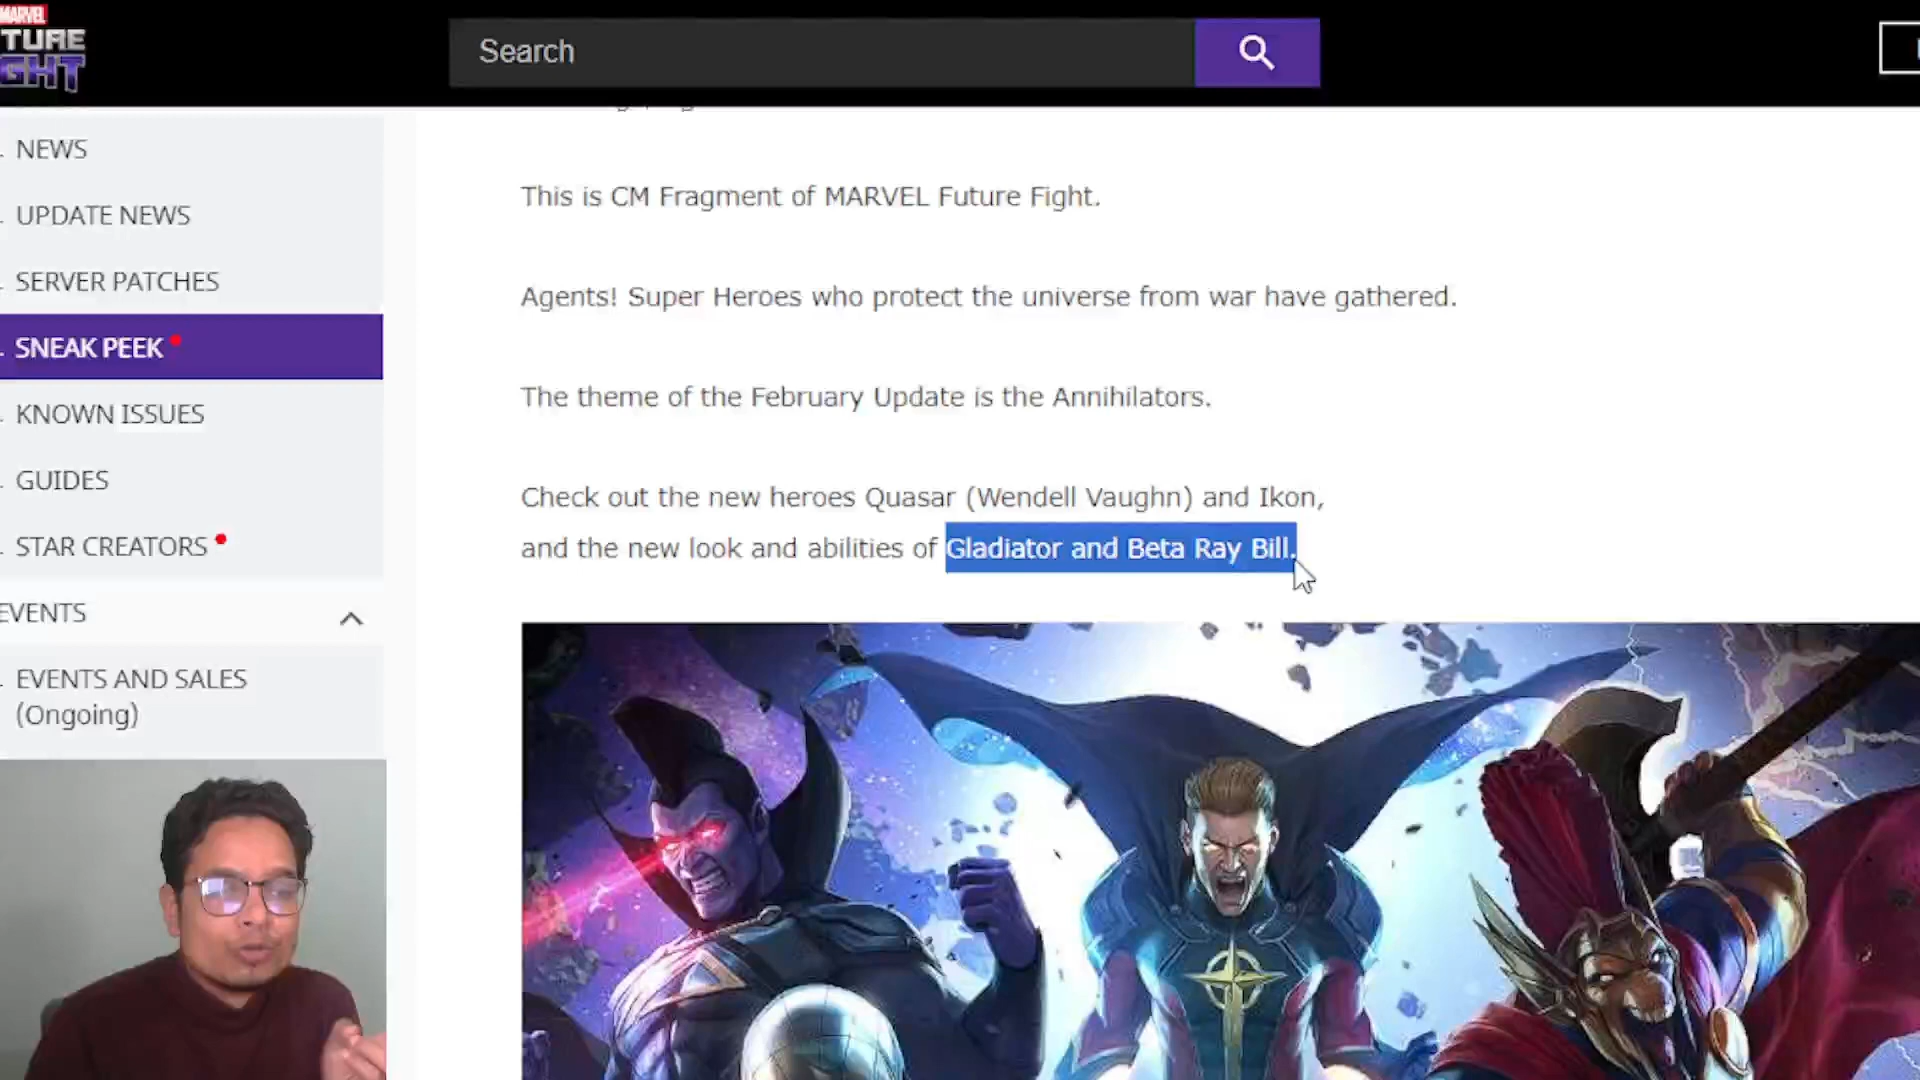 MARVEL
TURE
GHT
Search
NEWS
This is CM Fragment of MARVEL Future Fight.
UPDATE NEWS
SERVER PATCHES
Agents! Super Heroes who protect the universe from war have gathered.
SNEAK PEEK
The theme of the February Update is the Annihilators.
KNOWN ISSUES
GUIDES
Check out the new heroes Quasar (Wendell Vaughn) and Ikon,
STAR CREATORS
and the new look and abilities of Gladiator and Beta Ray Bill.
EVENTS
EVENTS AND SALES
(Ongoing)